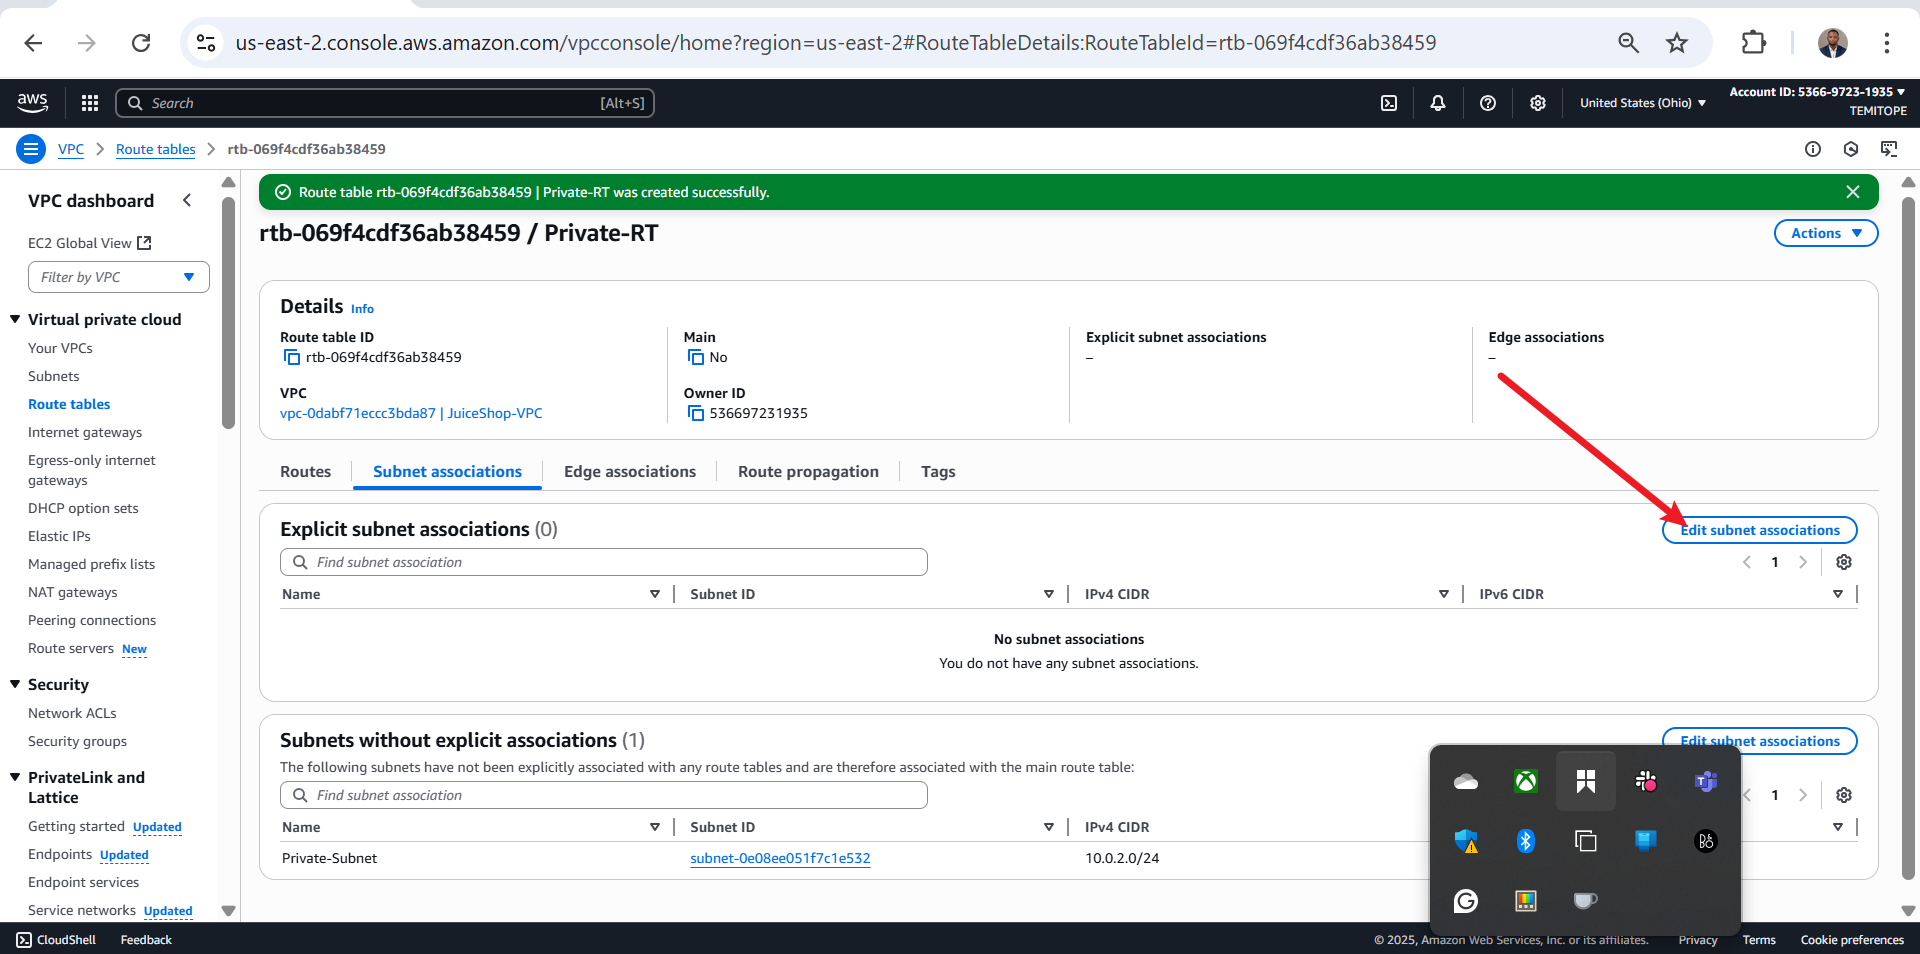 us-east-2.console.aws.amazon.com/vpcconsole/home?region=us-east-2#RouteTableDetails:RouteTableId=rtb-069f4cdf36ab38459
aws
Search [Alt+S]
United States (Ohio)
Account ID: 5366-9723-1935
TEMITOPE
VPC > Route tables > rtb-069f4cdf36ab38459
VPC dashboard
EC2 Global View
Filter by VPC
Virtual private cloud
Your VPCs
Subnets
Route tables
Internet gateways
Egress-only internet
gateways
DHCP option sets
Elastic IPs
Managed prefix lists
NAT gateways
Peering connections
Route servers New
Security
Network ACLs
Security groups
PrivateLink and
Lattice
Getting started Updated
Endpoints Updated
Endpoint services
Service networks Updated
Route table rtb-069f4cdf36ab38459 | Private-RT was created successfully.
rtb-069f4cdf36ab38459 / Private-RT
Actions
Details Info
Route table ID
rtb-069f4cdf36ab38459
Main
No
Explicit subnet associations
–
Edge associations
–
VPC
vpc-0dabf71eccc3bda87 | JuiceShop-VPC
Owner ID
536697231935
Routes Subnet associations Edge associations Route propagation Tags
Explicit subnet associations (0)
Edit subnet associations
Find subnet association
1
Name Subnet ID IPv4 CIDR IPv6 CIDR
No subnet associations
You do not have any subnet associations.
Subnets without explicit associations (1)
Edit subnet associations
The following subnets have not been explicitly associated with any route tables and are therefore associated with the main route table:
Find subnet association
1
Name Subnet ID IPv4 CIDR
Private-Subnet subnet-0e08ee051f7c1e532 10.0.2.0/24
CloudShell Feedback
© 2025, Amazon Web Services, Inc. or its affiliates. Privacy Terms Cookie preferences